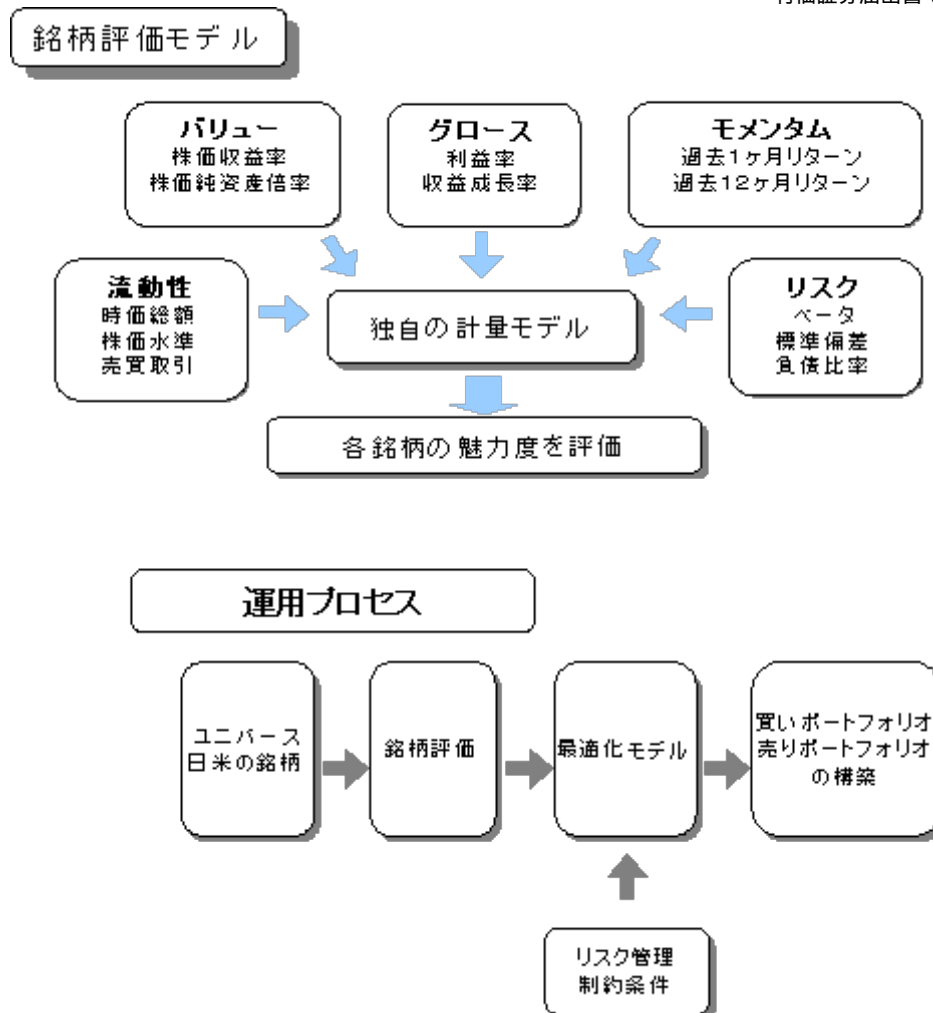 銘柄評価モデル
バリュー
株価収益率
株価純資産倍率
グロース
利益率
収益成長率
モメンタム
過去1ヶ月リターン
過去12ヶ月リターン
流動性
時価総額
株価水準
売買取引
独自の計量モデル
リスク
ベータ
標準偏差
負債比率
各銘柄の魅力度を評価
運用プロセス
ユニバース
日米の銘柄
銘柄評価
最適化モデル
買いポートフォリオ
売りポートフォリオ
の構築
リスク管理
制約条件